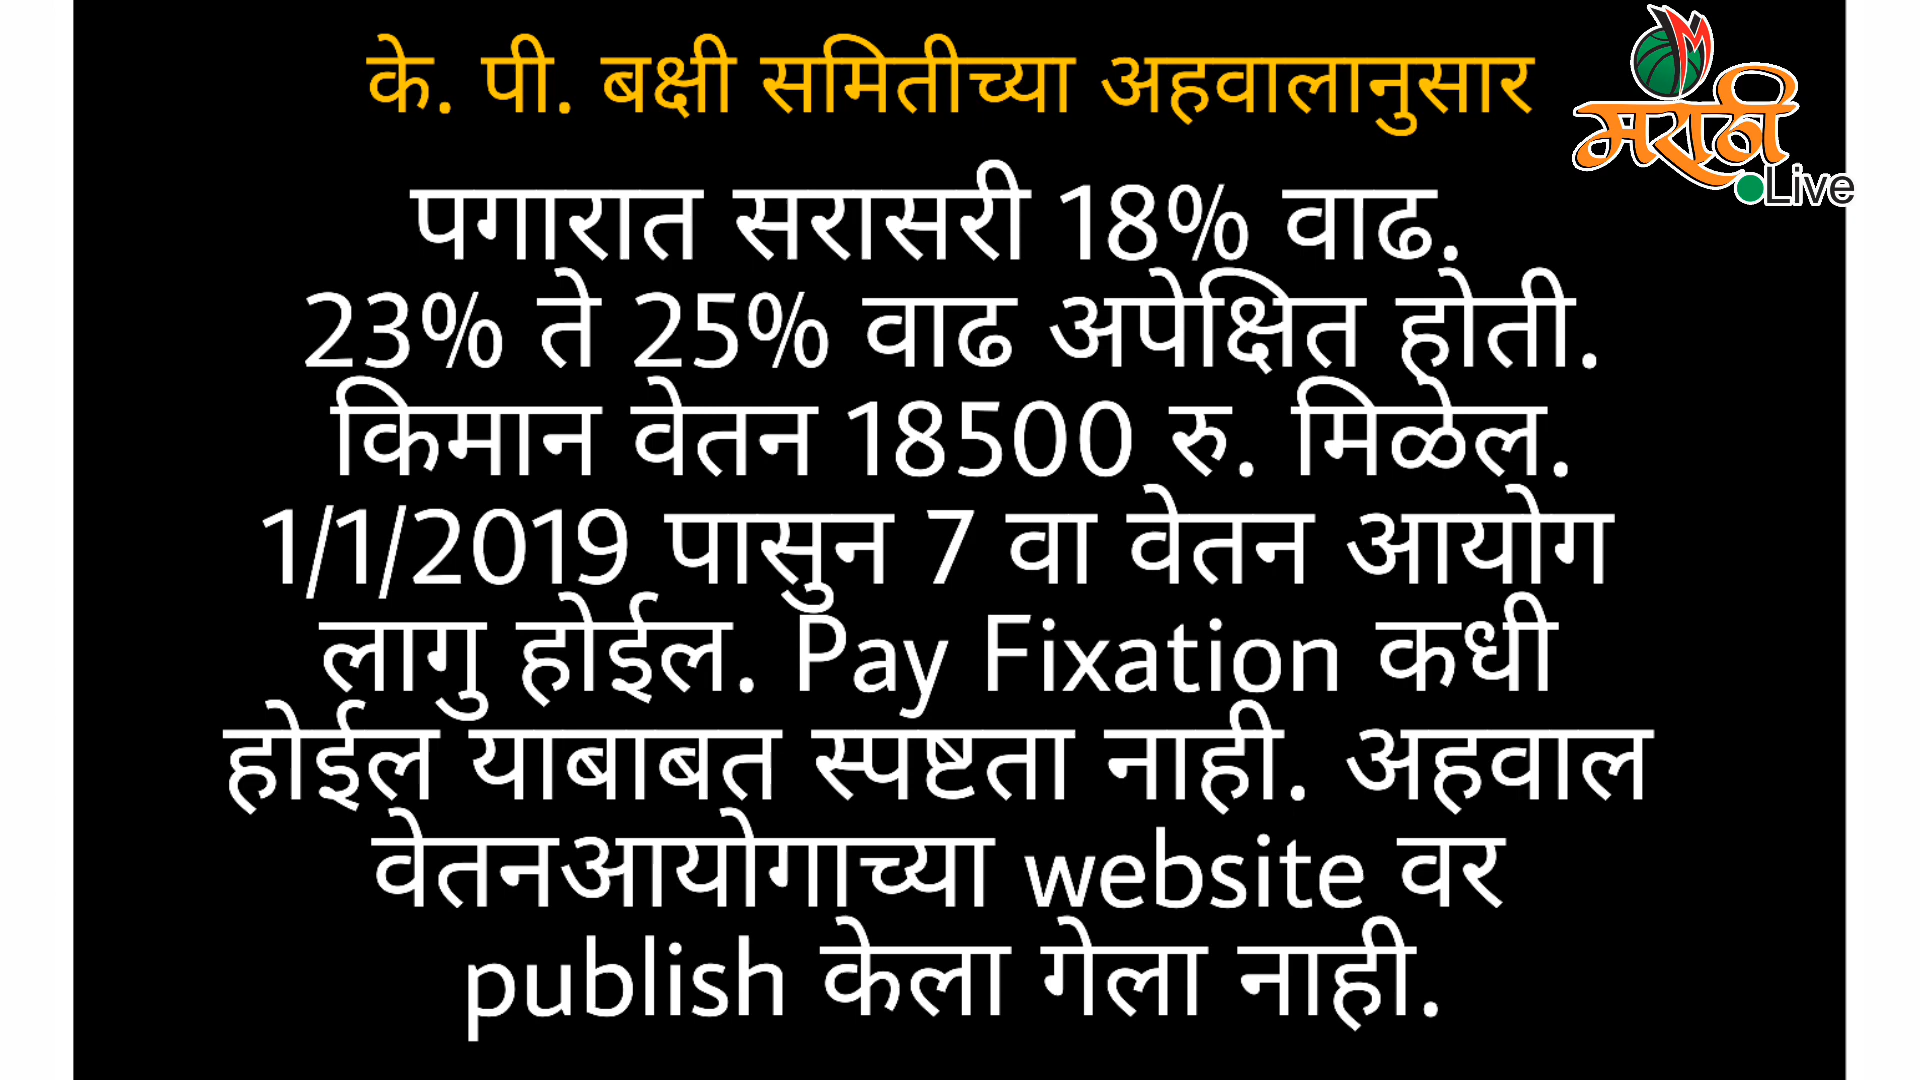 के. पी. बक्षी समितीच्या अहवालानुसार
मराठी
Live
पगारात सरासरी 18% वाढ.
23% ते 25% वाढ अपेक्षित होती.
किमान वेतन 18500 रु. मिळेल.
1/1/2019 पासुन 7 वा वेतन आयोग
लागु होईल. Pay Fixation कधी
होईल याबाबत स्पष्टता नाही. अहवाल
वेतनआयोगाच्या website वर
publish केला गेला नाही.